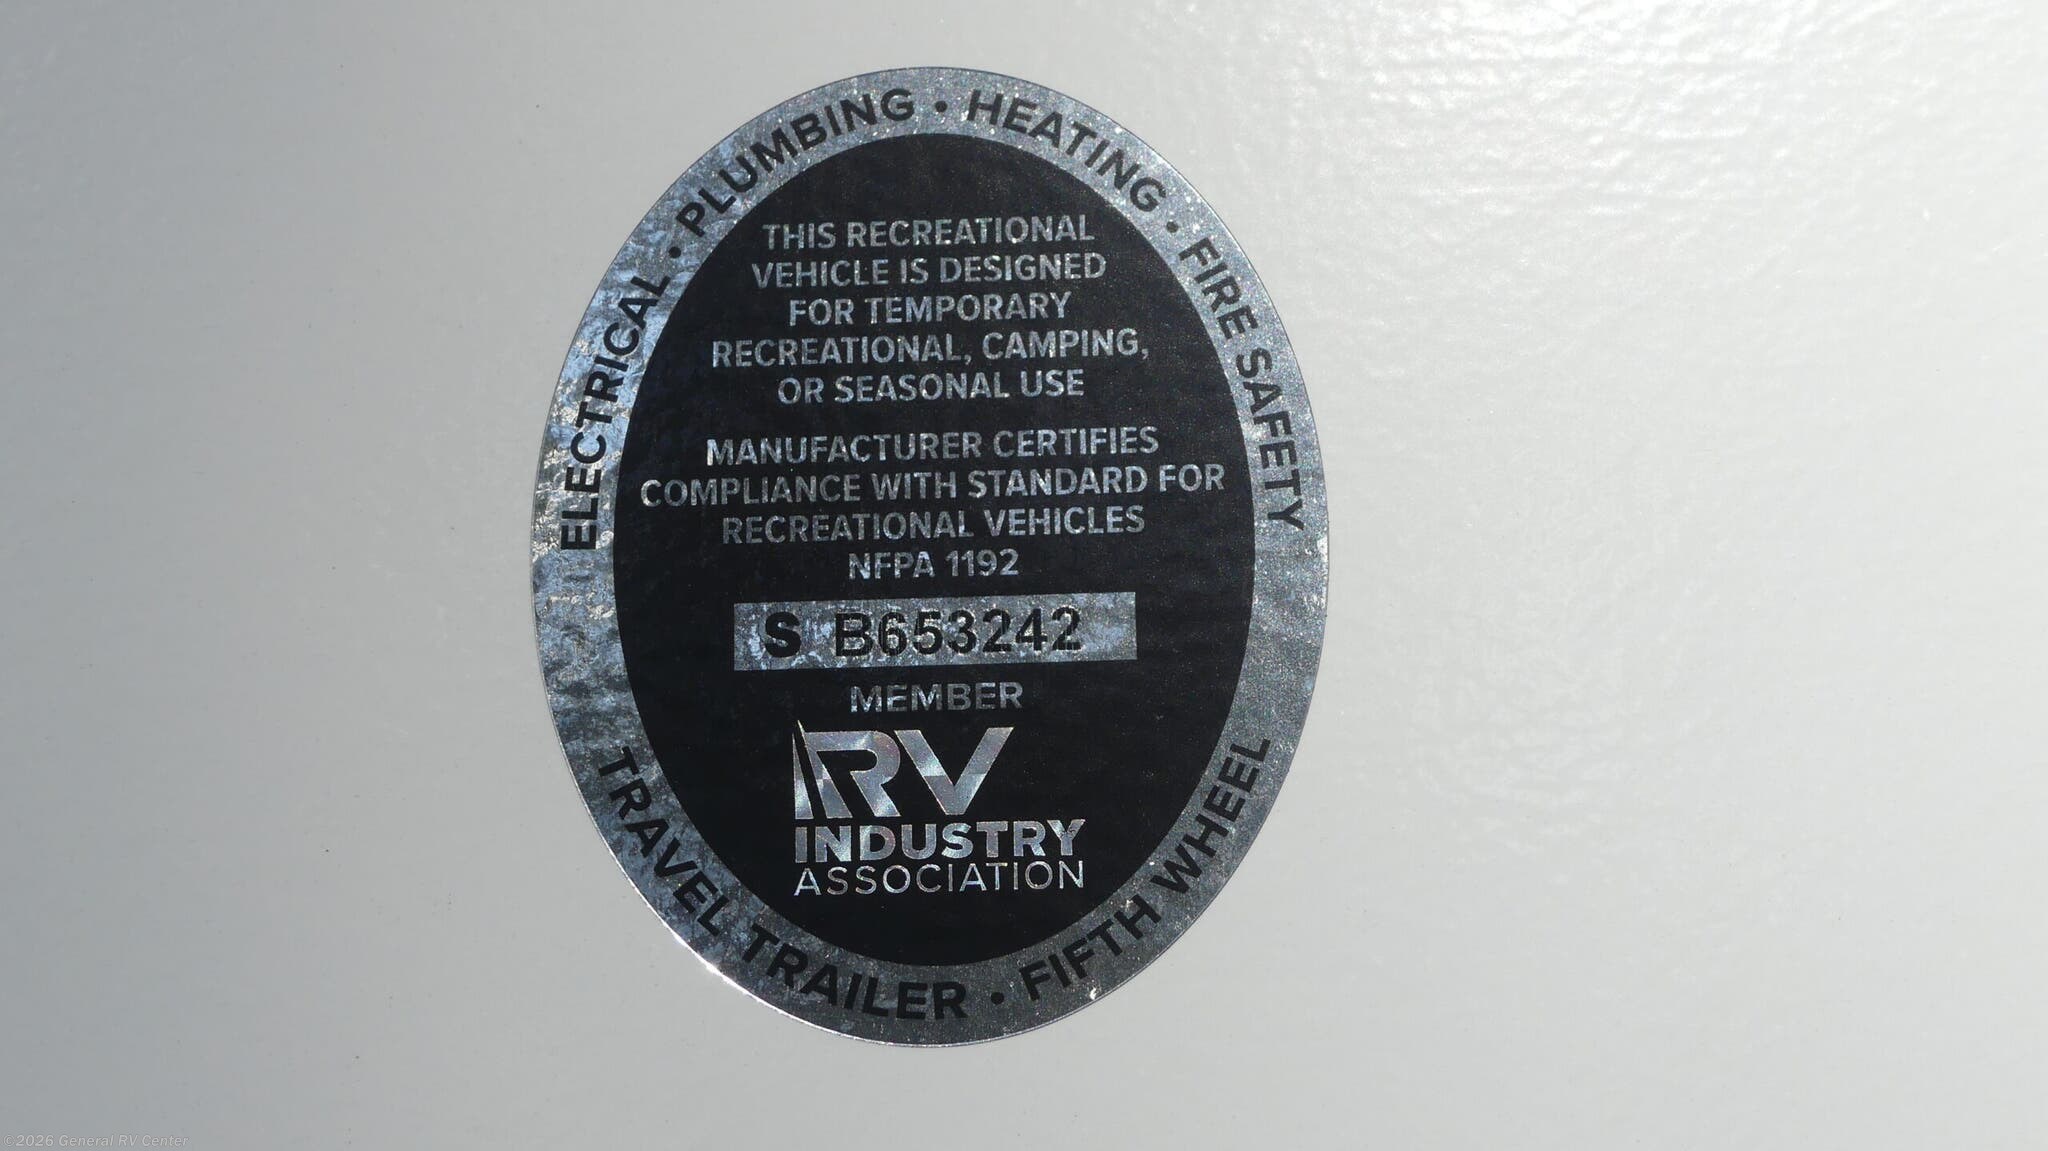 ELECTRICAL • PLUMBING • HEATING • FIRE SAFETY
THIS RECREATIONAL
VEHICLE IS DESIGNED
FOR TEMPORARY
RECREATIONAL, CAMPING,
OR SEASONAL USE
MANUFACTURER CERTIFIES
COMPLIANCE WITH STANDARD FOR
RECREATIONAL VEHICLES
NFPA 1192
S B653242
MEMBER
RV
INDUSTRY
ASSOCIATION
TRAVEL TRAILER • FIFTH WHEEL
©2026 General RV Center